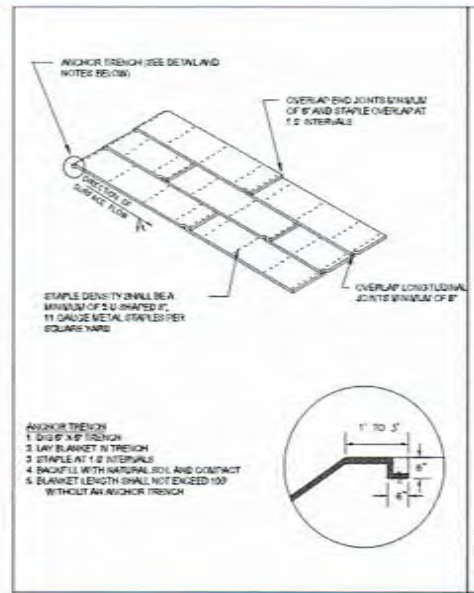 ANCHOR TRENCH (SEE DETAIL AND
NOTES BELOW)
OVERLAP END JOINTS MINIMUM
OF 6" AND STAPLE OVERLAP AT
1.5' INTERVALS
DIRECTION OF
SURFACE FLOW
STAPLE DENSITY SHALL BE A
MINIMUM OF U-SHAPED 8",
11 GAUGE METAL STAPLES PER
SQUARE YARD
OVERLAP LONGITUDINAL
JOINTS MINIMUM OF 6"
ANCHOR TRENCH
1. DIG 6" X 6" TRENCH
2. LAY BLANKET IN TRENCH
3. STAPLE AT 1.5' INTERVALS
4. BACKFILL WITH NATURAL SOIL AND COMPACT
5. BLANKET LENGTH SHALL NOT EXCEED 100'
WITHOUT AN ANCHOR TRENCH
1' TO 3'
6"
6"